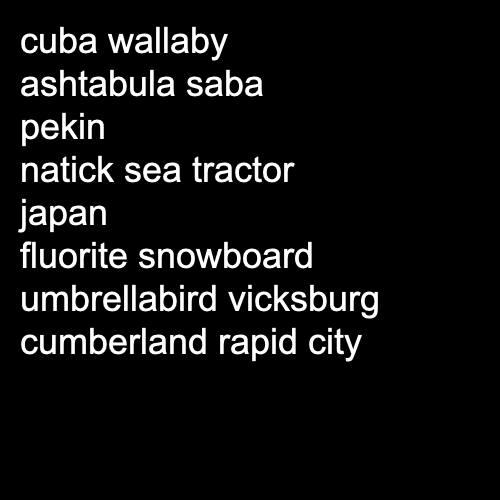 cuba wallaby
ashtabula saba
pekin
natick sea tractor
japan
fluorite snowboard
umbrellabird vicksburg
cumberland rapid city